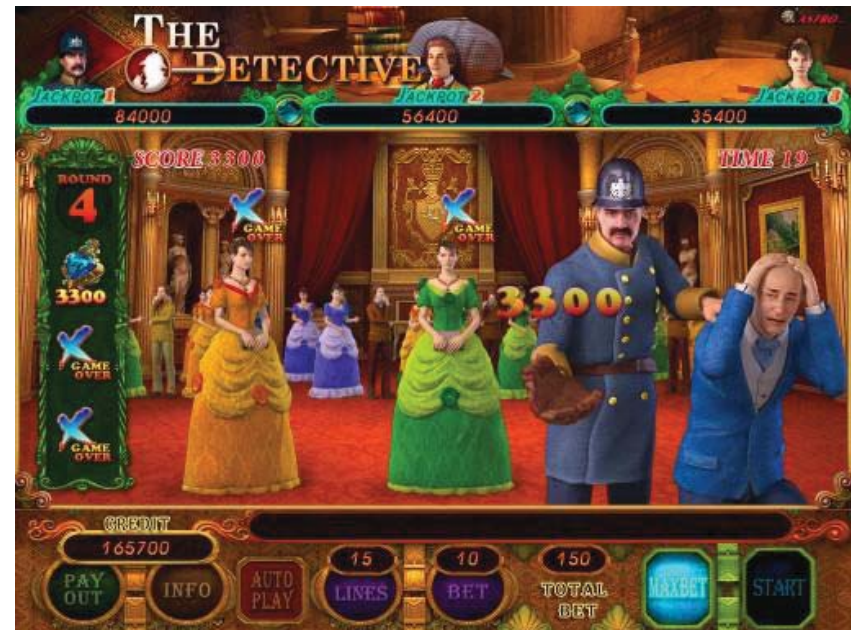 THE
DETECTIVE
ASTRO
JACKPOT 1
JACKPOT 2
JACKPOT 3
84000
56400
35400
SCORE 3300
TIME 19
ROUND
4
3300
GAME
OVER
GAME
OVER
GAME
OVER
GAME
OVER
3300
CREDIT
165700
PAY
OUT
INFO
AUTO
PLAY
15
LINES
10
BET
150
TOTAL
BET
MAXBET
START